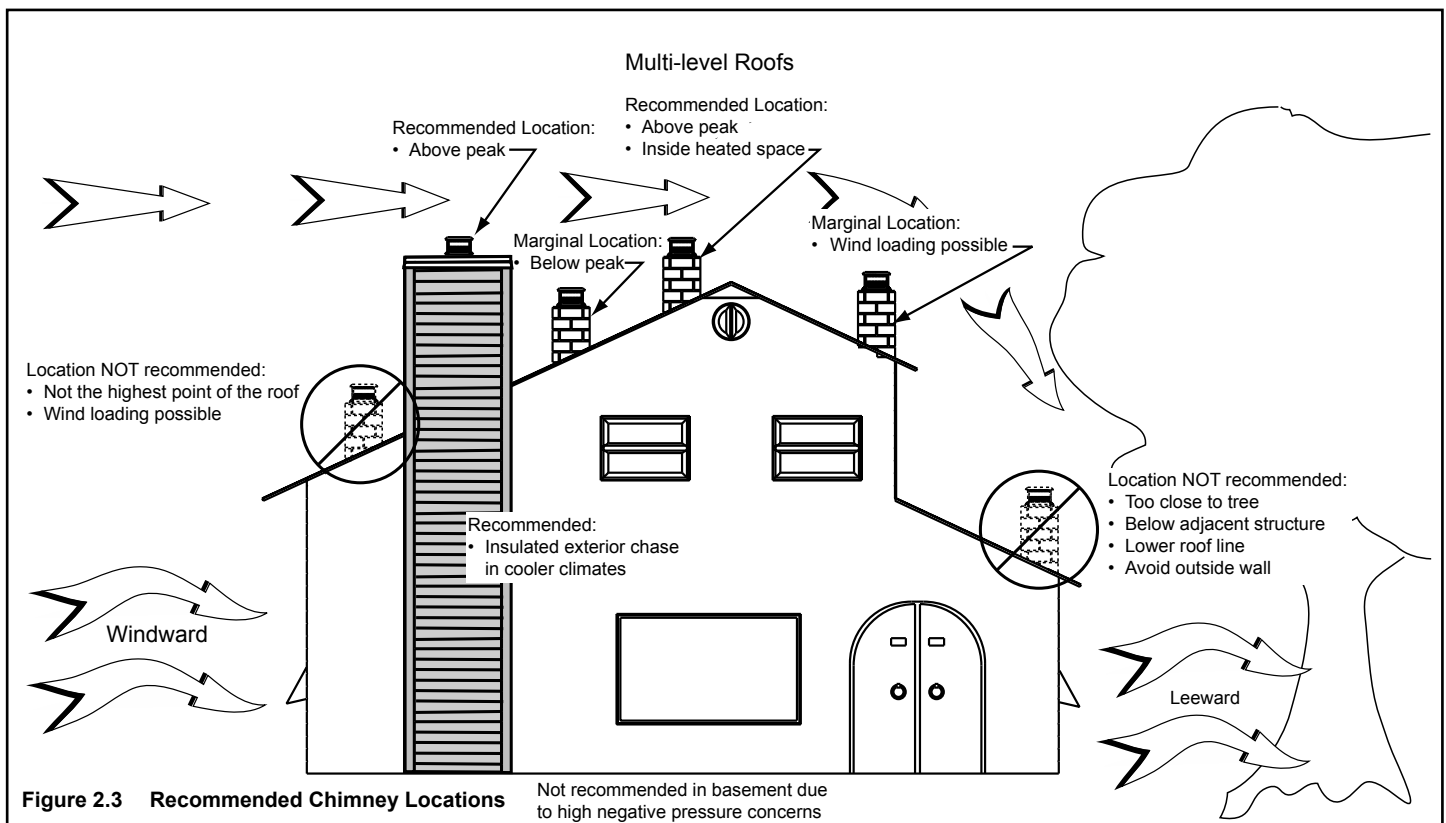 Multi-level Roofs
Recommended Location:
• Above peak
• Inside heated space
Recommended Location:
• Above peak
Marginal Location:
• Below peak
Marginal Location:
• Wind loading possible
Location NOT recommended:
• Not the highest point of the roof
• Wind loading possible
Recommended:
• Insulated exterior chase
in cooler climates
Location NOT recommended:
• Too close to tree
• Below adjacent structure
• Lower roof line
• Avoid outside wall
Windward
Leeward
Figure 2.3 Recommended Chimney Locations
Not recommended in basement due
to high negative pressure concerns